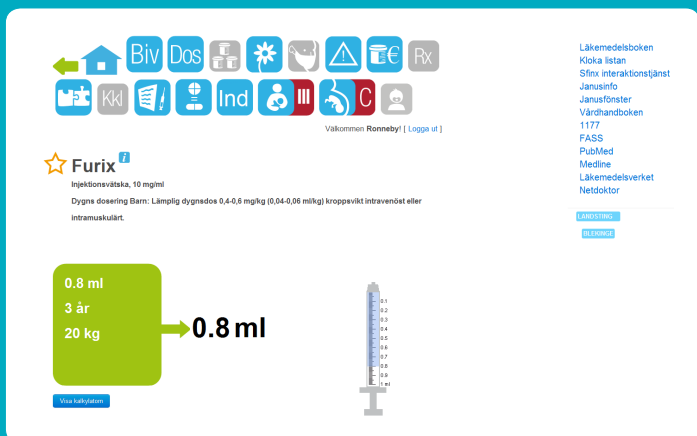 Biv Dos € Rx
Kkl Ind III C
Välkommen Ronneby! [ Logga ut ]
Furix i
Injektionsvätska, 10 mg/ml
Dygns dosering Barn: Lämplig dygnsdos 0,4-0,6 mg/kg (0,04-0,06 ml/kg) kroppsvikt intravenöst eller
intramuskulärt.
0.8 ml
3 år
20 kg
0.8 ml
Visa kalkylatorn
0.1
0.2
0.3
0.4
0.5
0.6
0.7
0.8
0.9
1 ml
Läkemedelsboken
Kloka listan
Sfinx interaktionstjänst
Janusinfo
Janusfönster
Vårdhandboken
1177
FASS
PubMed
Medline
Läkemedelsverket
Netdoktor
LANDSTING
BLEKINGE